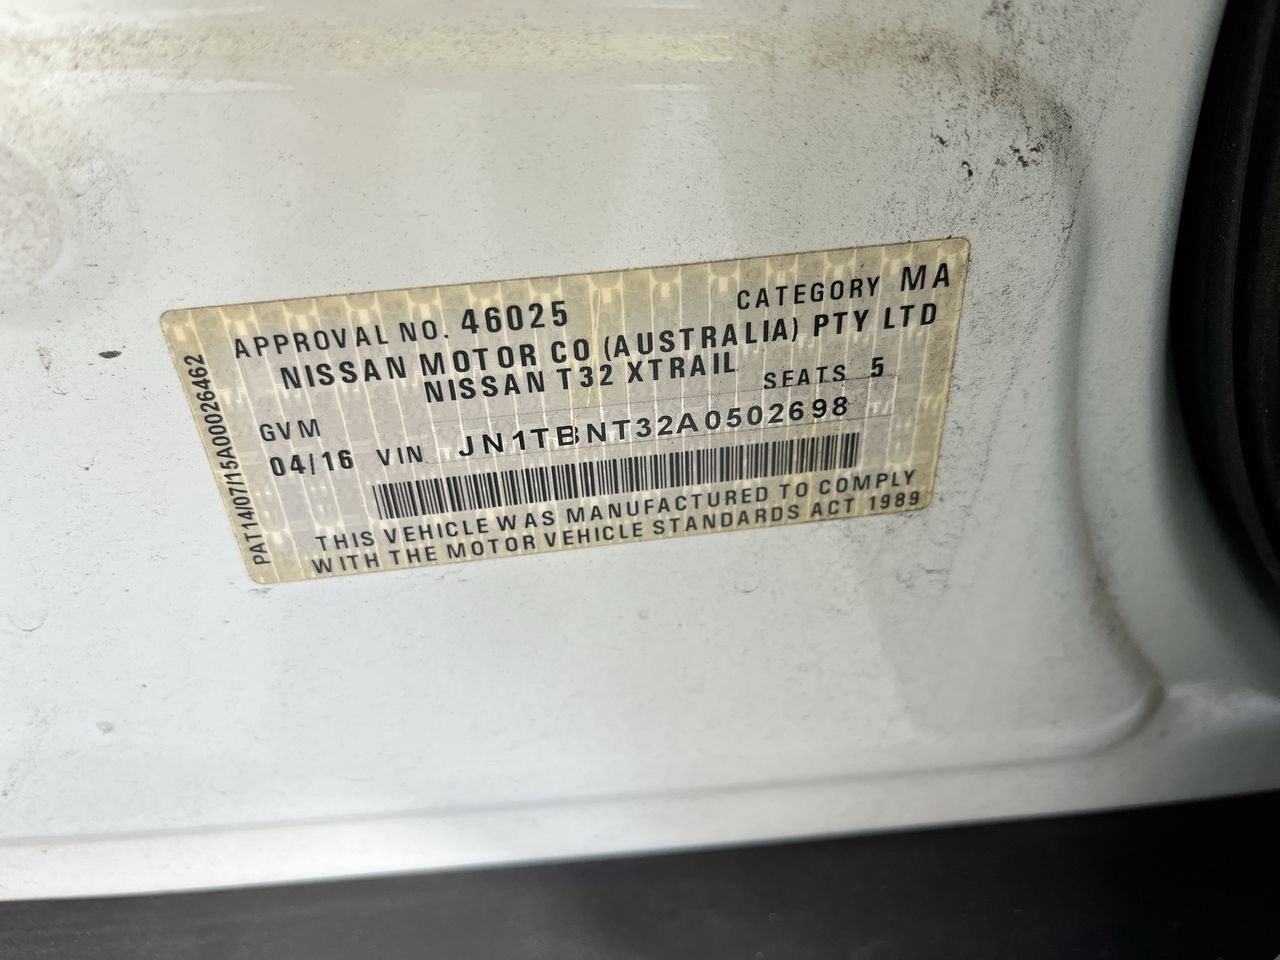 APPROVAL NO. 46025 CATEGORY MA
NISSAN MOTOR CO (AUSTRALIA) PTY LTD
NISSAN T32 XTRAIL
GVM SEATS 5
04/16 VIN JN1TBNT32A0502698
THIS VEHICLE WAS MANUFACTURED TO COMPLY
WITH THE MOTOR VEHICLE STANDARDS ACT 1989
PAT14/07/15A00026462